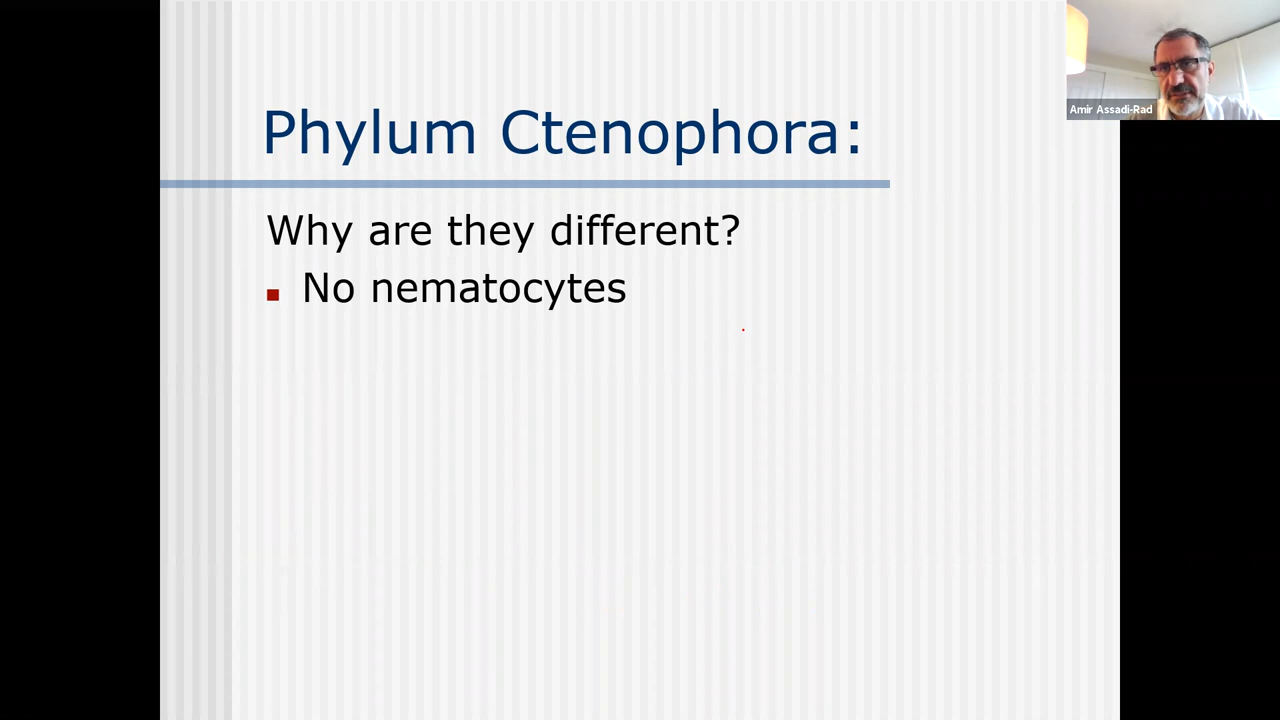 Phylum Ctenophora:
Why are they different?
No nematocytes
Amir Assadi-Rad